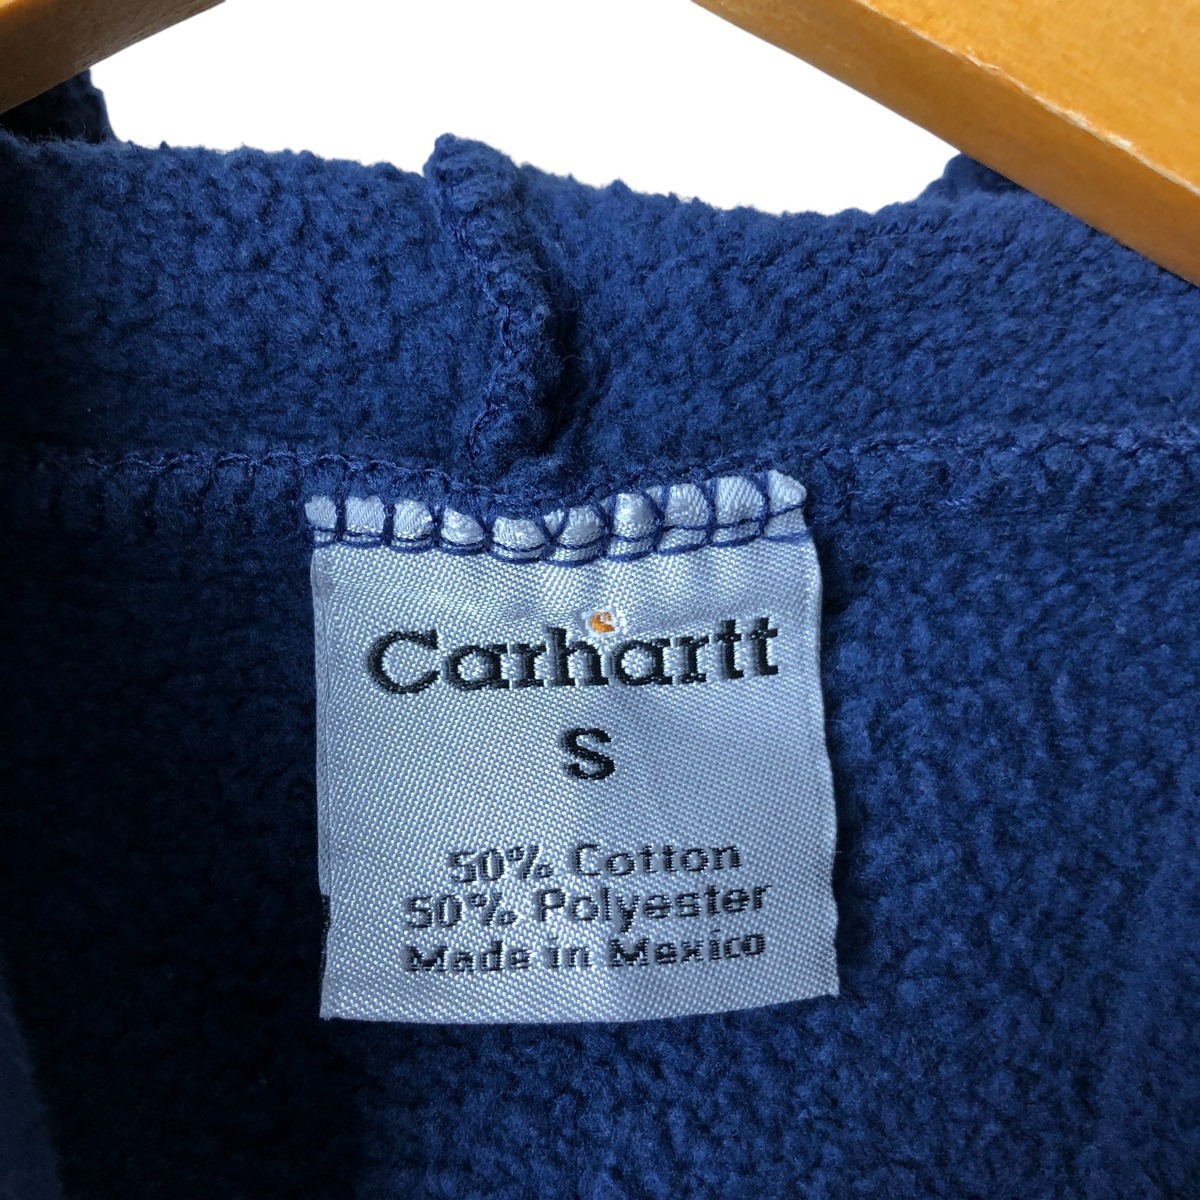 Carhartt
S
50% Cotton
50% Polyester
Made in Mexico